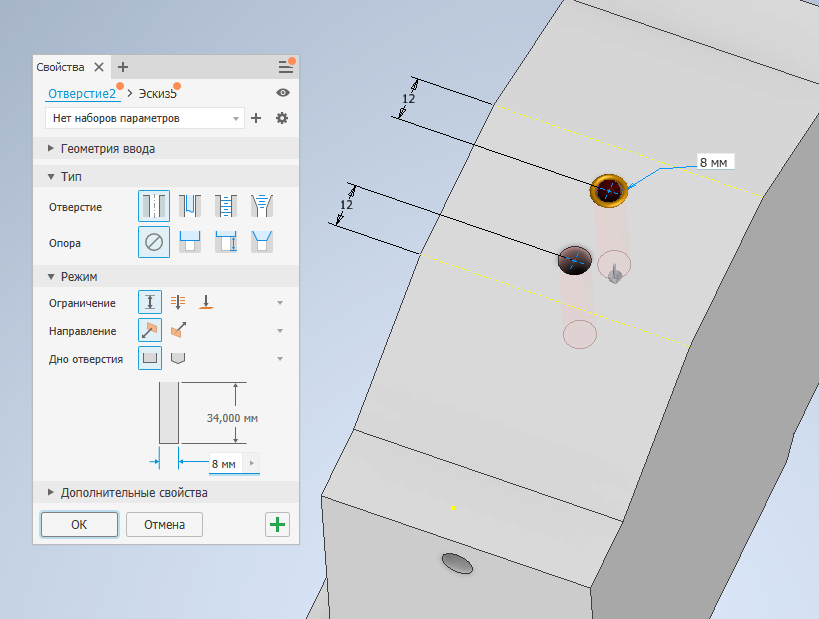 Свойства
Отверстие2 > Эскиз5
Нет наборов параметров
Геометрия ввода
Тип
Отверстие
Опора
Режим
Ограничение
Направление
Дно отверстия
34,000 мм
8 мм
Дополнительные свойства
ОК
Отмена
12
12
8 мм